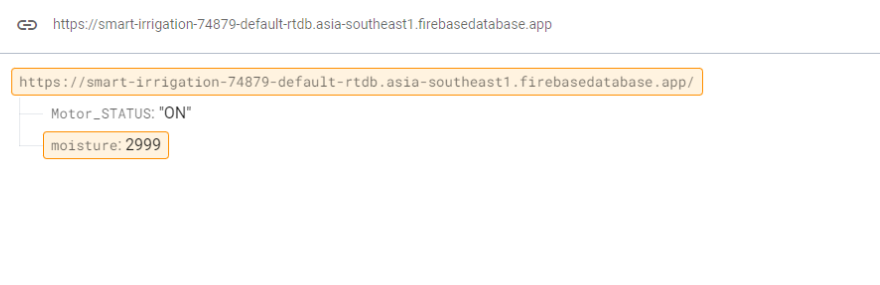 https://smart-irrigation-74879-default-rtdb.asia-southeast1.firebasedatabase.app
https://smart-irrigation-74879-default-rtdb.asia-southeast1.firebasedatabase.app/
Motor_STATUS: "ON"
moisture: 2999